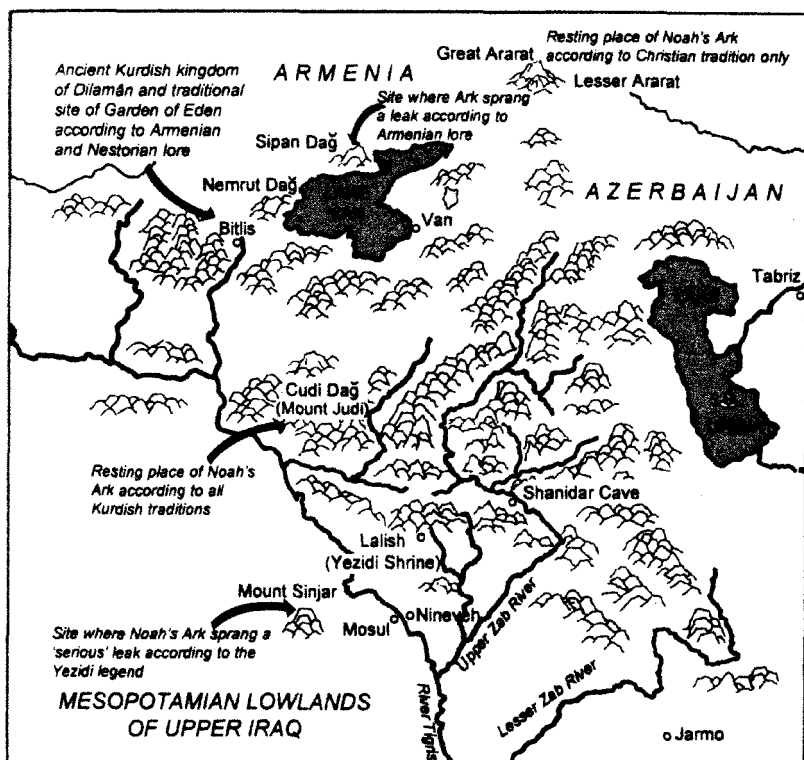 Resting place of Noah's Ark
according to Christian tradition only
Great Ararat
Lesser Ararat
ARMENIA
Ancient Kurdish kingdom
of Dilamân and traditional
site of Garden of Eden
according to Armenian
and Nestorian lore
Site where Ark sprang
a leak according to
Armenian lore
Sipan Dağ
Nemrut Dağ
AZERBAIJAN
Van
Bitlis
Tabriz
Cudi Dağ
(Mount Judi)
Resting place of Noah's
Ark according to all
Kurdish traditions
Shanidar Cave
Lalish
(Yezidi Shrine)
Mount Sinjar
Nineveh
Mosul
Upper Zab River
Site where Noah's Ark sprang a
'serious' leak according to the
Yezidi legend
Lesser Zab River
MESOPOTAMIAN LOWLANDS
OF UPPER IRAQ
River Tigris
Jarmo